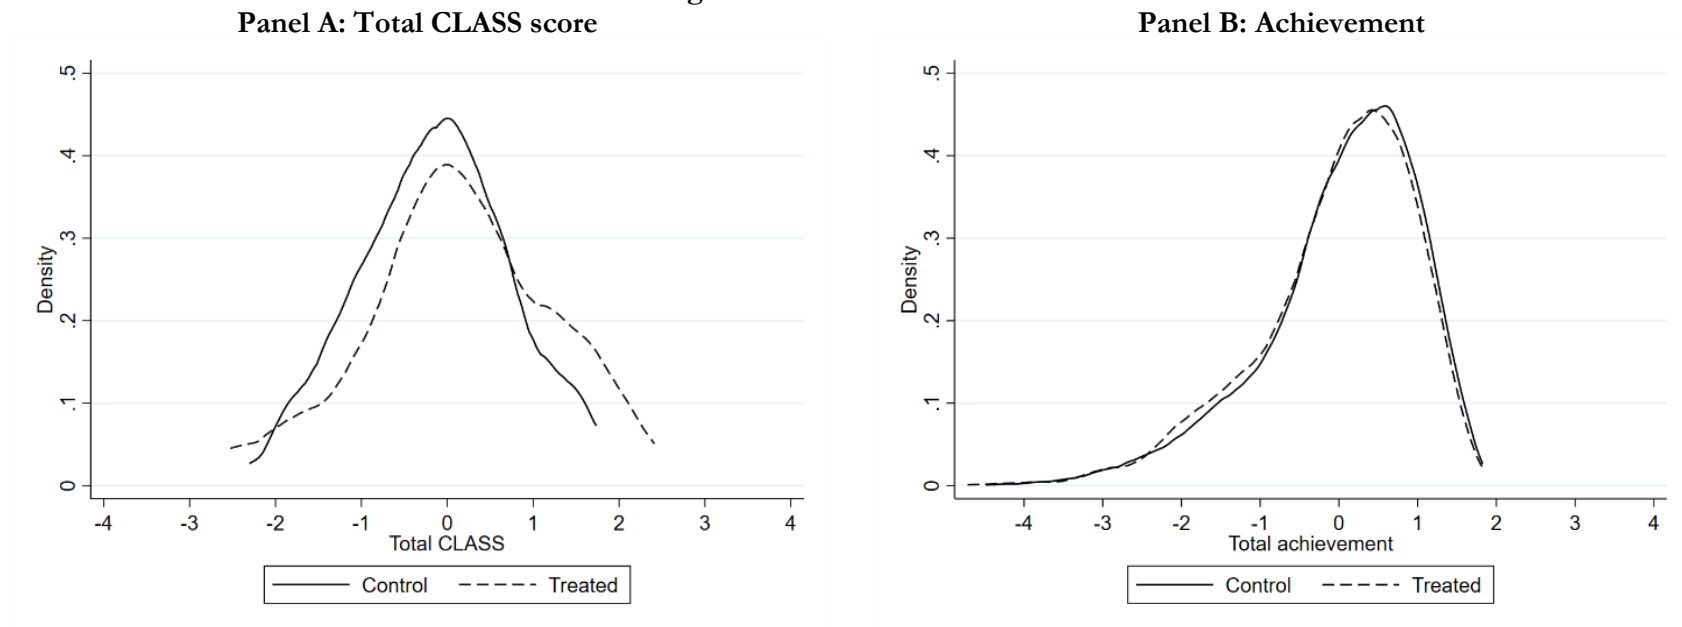 Panel A: Total CLASS score
.5
.4
.3
.2
.1
0
Density
-4 -3 -2 -1 0 1 2 3 4
Total CLASS
Control Treated
Panel B: Achievement
.5
.4
.3
.2
.1
0
Density
-4 -3 -2 -1 0 1 2 3 4
Total achievement
Control Treated